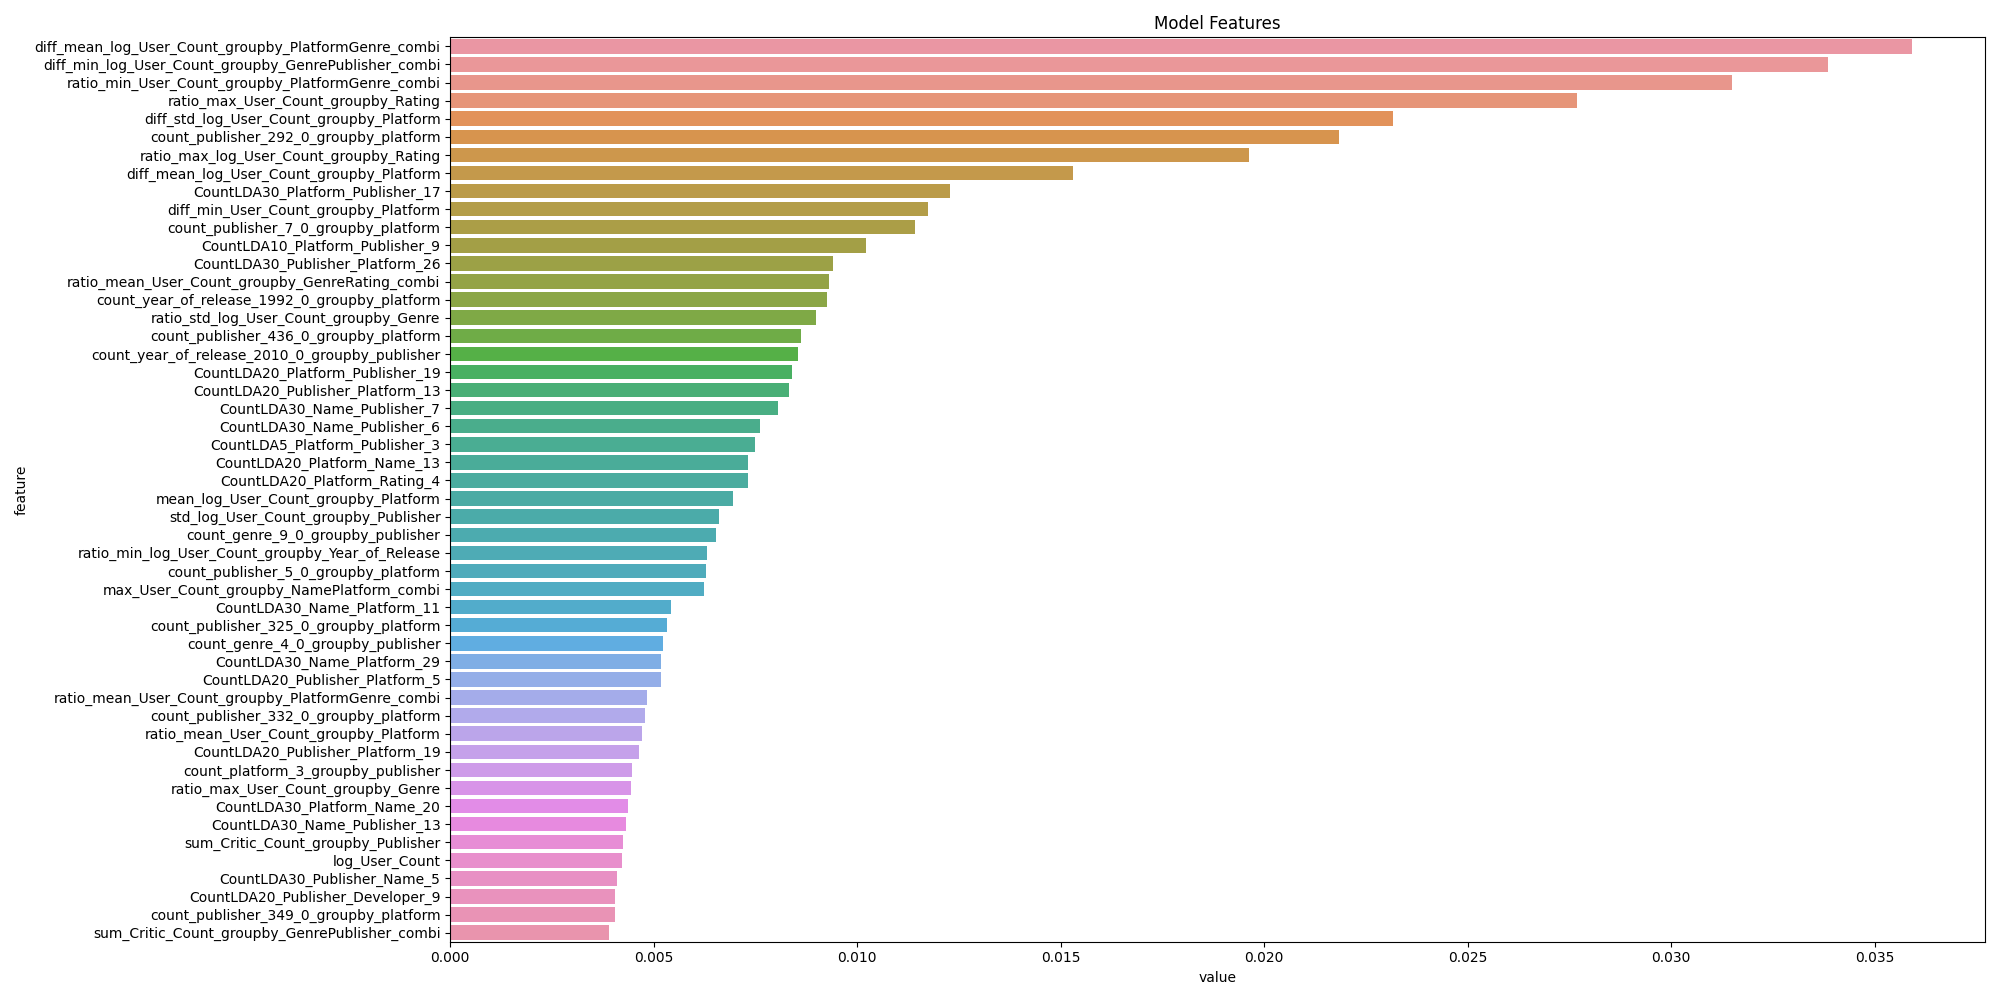 Model Features
diff_mean_log_User_Count_groupby_PlatformGenre_combi
diff_min_log_User_Count_groupby_GenrePublisher_combi
ratio_min_User_Count_groupby_PlatformGenre_combi
ratio_max_User_Count_groupby_Rating
diff_std_log_User_Count_groupby_Platform
count_publisher_292_0_groupby_platform
ratio_max_log_User_Count_groupby_Rating
diff_mean_log_User_Count_groupby_Platform
CountLDA30_Platform_Publisher_17
diff_min_User_Count_groupby_Platform
count_publisher_7_0_groupby_platform
CountLDA10_Platform_Publisher_9
CountLDA30_Publisher_Platform_26
ratio_mean_User_Count_groupby_GenreRating_combi
count_year_of_release_1992_0_groupby_platform
ratio_std_log_User_Count_groupby_Genre
count_publisher_436_0_groupby_platform
count_year_of_release_2010_0_groupby_publisher
CountLDA20_Platform_Publisher_19
CountLDA20_Publisher_Platform_13
CountLDA30_Name_Publisher_7
CountLDA30_Name_Publisher_6
CountLDA5_Platform_Publisher_3
CountLDA20_Platform_Name_13
CountLDA20_Platform_Rating_4
mean_log_User_Count_groupby_Platform
std_log_User_Count_groupby_Publisher
count_genre_9_0_groupby_publisher
ratio_min_log_User_Count_groupby_Year_of_Release
count_publisher_5_0_groupby_platform
max_User_Count_groupby_NamePlatform_combi
CountLDA30_Name_Platform_11
count_publisher_325_0_groupby_platform
count_genre_4_0_groupby_publisher
CountLDA30_Name_Platform_29
CountLDA20_Publisher_Platform_5
ratio_mean_User_Count_groupby_PlatformGenre_combi
count_publisher_332_0_groupby_platform
ratio_mean_User_Count_groupby_Platform
CountLDA20_Publisher_Platform_19
count_platform_3_groupby_publisher
ratio_max_User_Count_groupby_Genre
CountLDA30_Platform_Name_20
CountLDA30_Name_Publisher_13
sum_Critic_Count_groupby_Publisher
log_User_Count
CountLDA30_Publisher_Name_5
CountLDA20_Publisher_Developer_9
count_publisher_349_0_groupby_platform
sum_Critic_Count_groupby_GenrePublisher_combi
feature
0.000 0.005 0.010 0.015 0.020 0.025 0.030 0.035
value